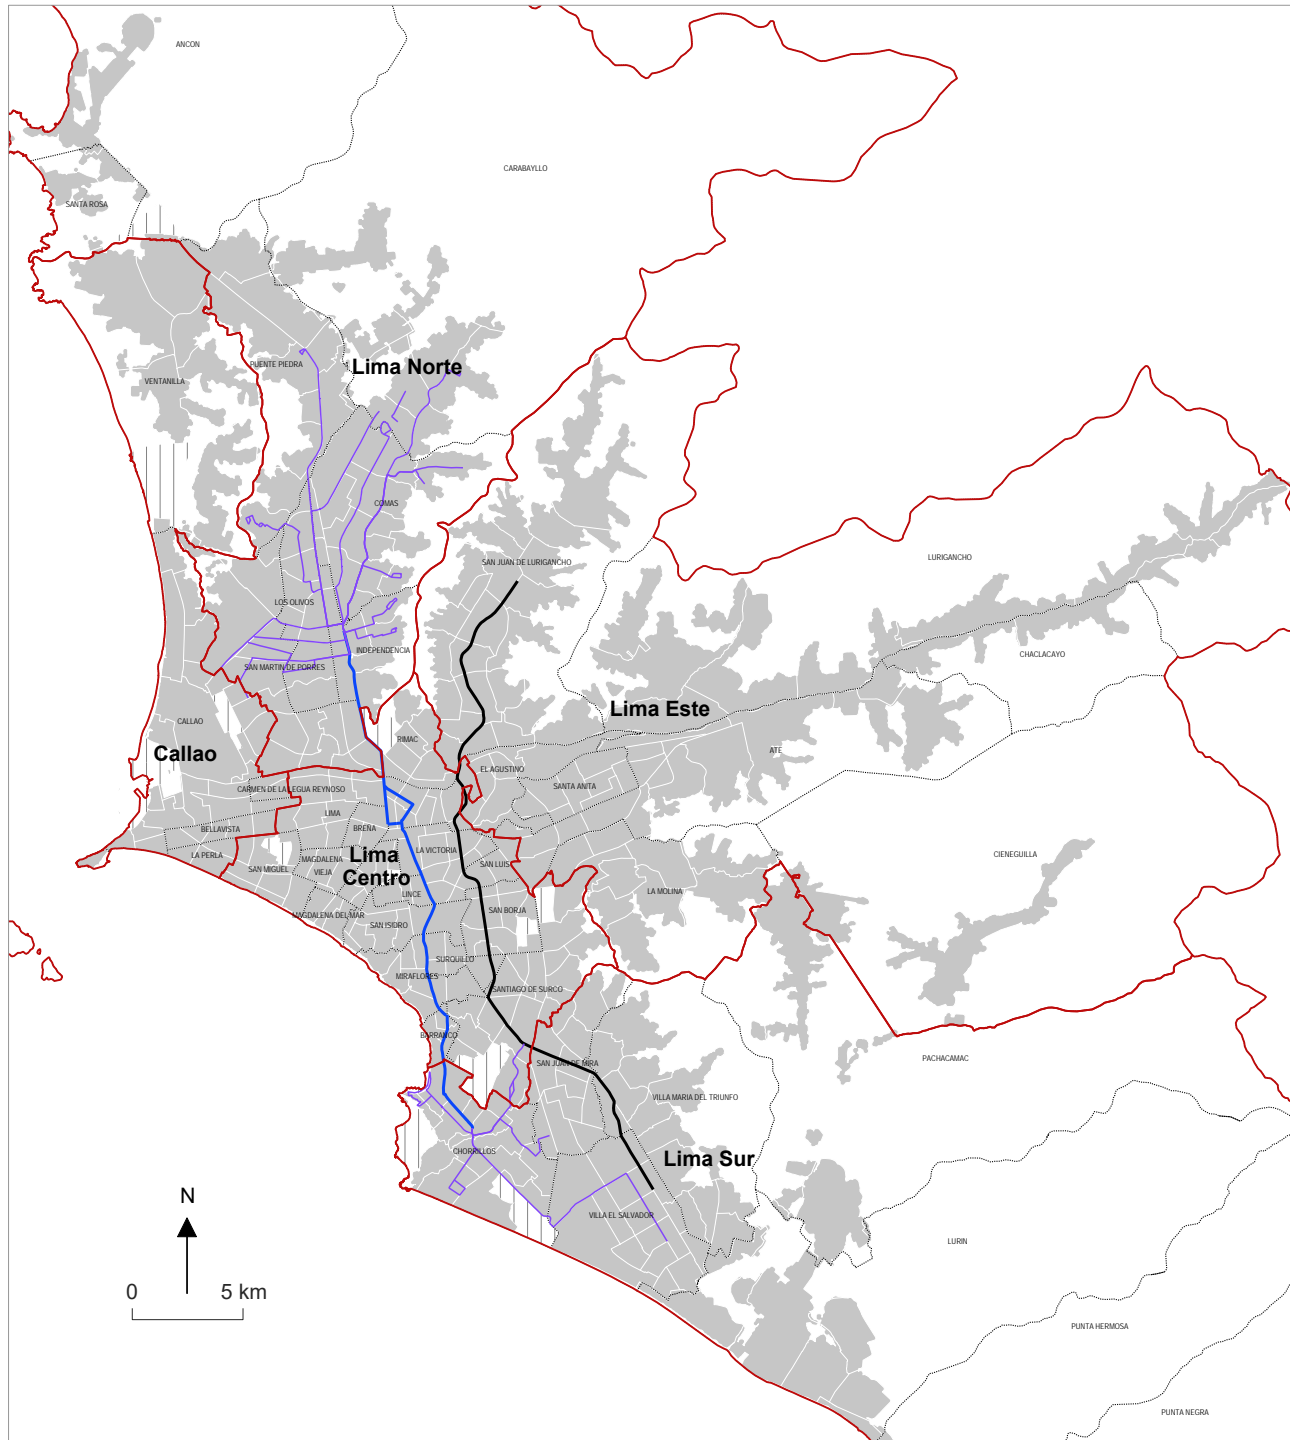 ANCON
CARABAYLLO
SANTA ROSA
PUENTE PIEDRA
Lima Norte
VENTANILLA
COMAS
SAN JUAN DE LURIGANCHO
LURIGANCHO
LOS OLIVOS
INDEPENDENCIA
CHACLACAYO
SAN MARTIN DE PORRES
Lima Este
CALLAO
RIMAC
ATE
Callao
EL AGUSTINO
SANTA ANITA
CARMEN DE LA LEGUA REYNOSO
LIMA
BELLAVISTA
BREÑA
LA VICTORIA
LA PERLA
MAGDALENA
VIEJA
Lima
Centro
SAN LUIS
CIENEGUILLA
SAN MIGUEL
LINCE
LA MOLINA
MAGDALENA DEL MAR
SAN ISIDRO
SAN BORJA
SURQUILLO
MIRAFLORES
SANTIAGO DE SURCO
BARRANCO
SAN JUAN DE MIRA
PACHACAMAC
VILLA MARIA DEL TRIUNFO
CHORRILLOS
Lima Sur
N
VILLA EL SALVADOR
LURIN
0 5 km
PUNTA HERMOSA
PUNTA NEGRA